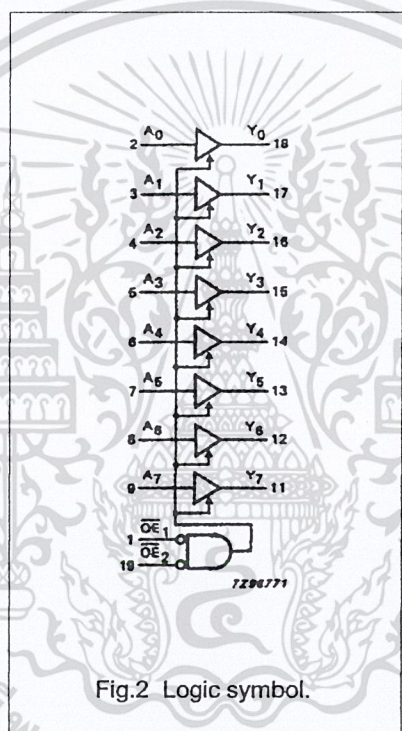 2 A0 Y0 18
3 A1 Y1 17
4 A2 Y2 16
5 A3 Y3 15
6 A4 Y4 14
7 A5 Y5 13
8 A6 Y6 12
9 A7 Y7 11
1 OE1
19 OE2
7Z96771
Fig.2 Logic symbol.